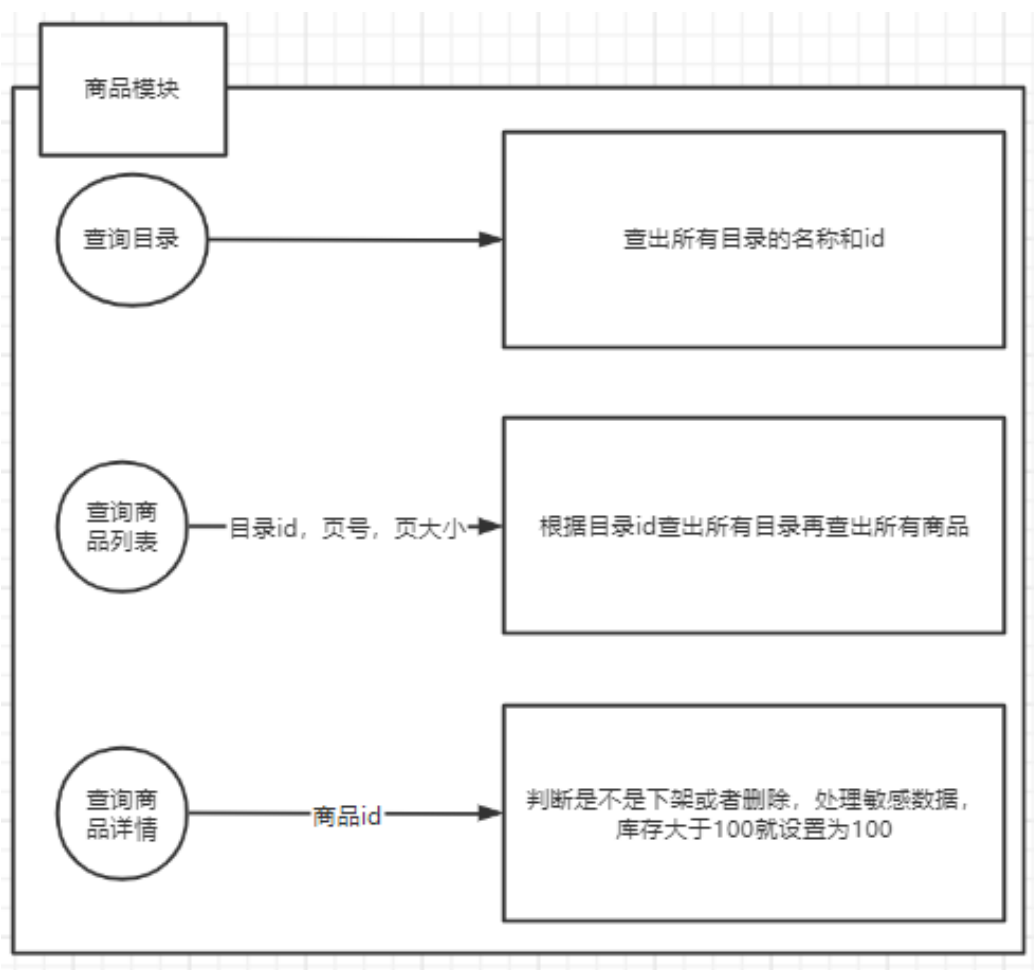 商品模块
查询目录
查出所有目录的名称和id
查询商
品列表
目录id，页号，页大小
根据目录id查出所有目录再查出所有商品
查询商
品详情
商品id
判断是不是下架或者删除，处理敏感数据，
库存大于100就设置为100